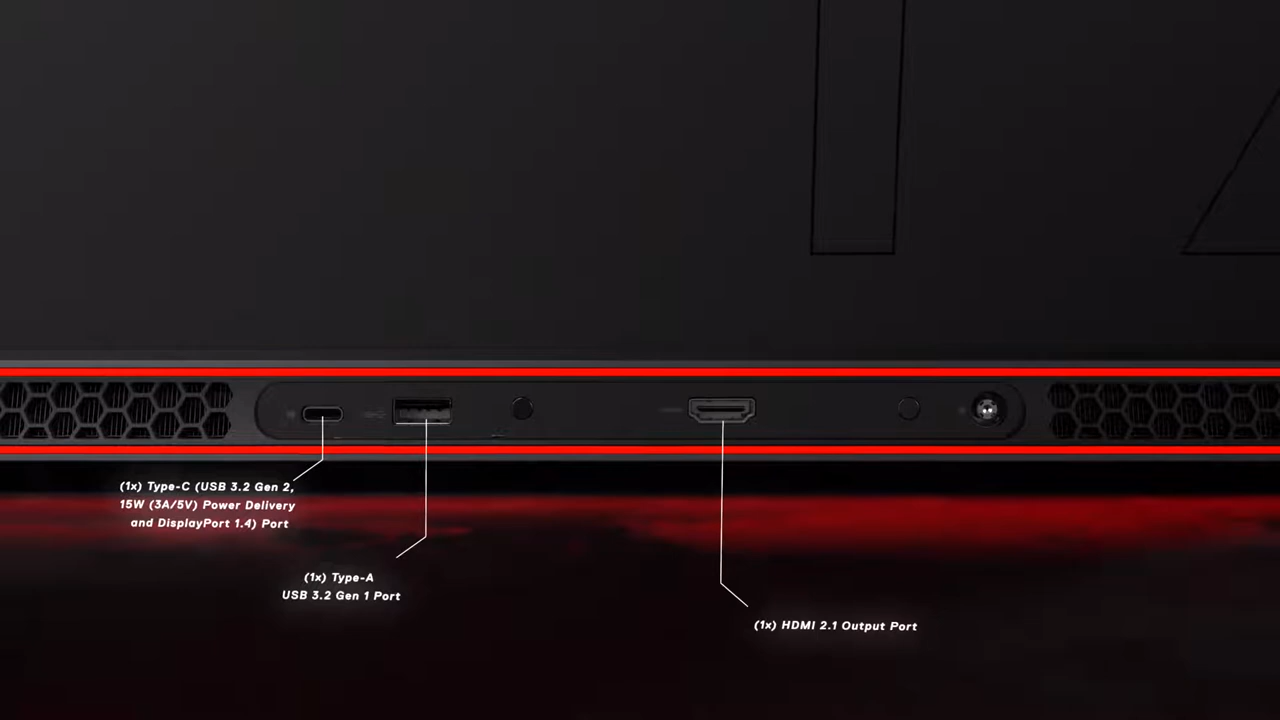 (1x) Type-C (USB 3.2 Gen 2,
15W (3A/5V) Power Delivery
and DisplayPort 1.4) Port
(1x) Type-A
USB 3.2 Gen 1 Port
(1x) HDMI 2.1 Output Port